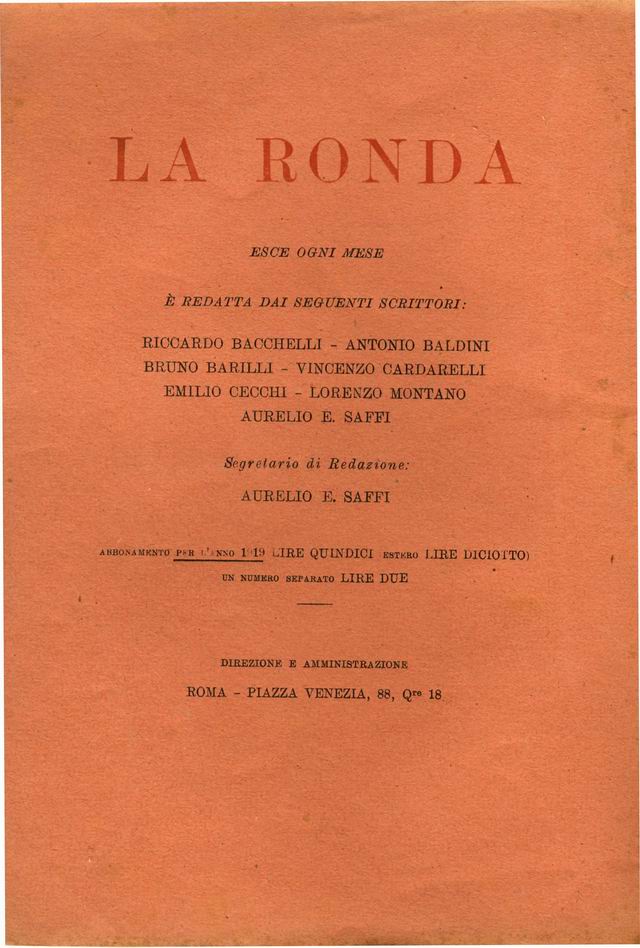 LA RONDA
ESCE OGNI MESE
È REDATTA DAI SEGUENTI SCRITTORI:
RICCARDO BACCHELLI – ANTONIO BALDINI
BRUNO BARILLI – VINCENZO CARDARELLI
EMILIO CECCHI – LORENZO MONTANO
AURELIO E. SAFFI
Segretario di Redazione:
AURELIO E. SAFFI
ABBONAMENTO PER L'ANNO 1919 LIRE QUINDICI ESTERO LIRE DICIOTTO)
UN NUMERO SEPARATO LIRE DUE
DIREZIONE E AMMINISTRAZIONE
ROMA – PIAZZA VENEZIA, 88, Qre 18